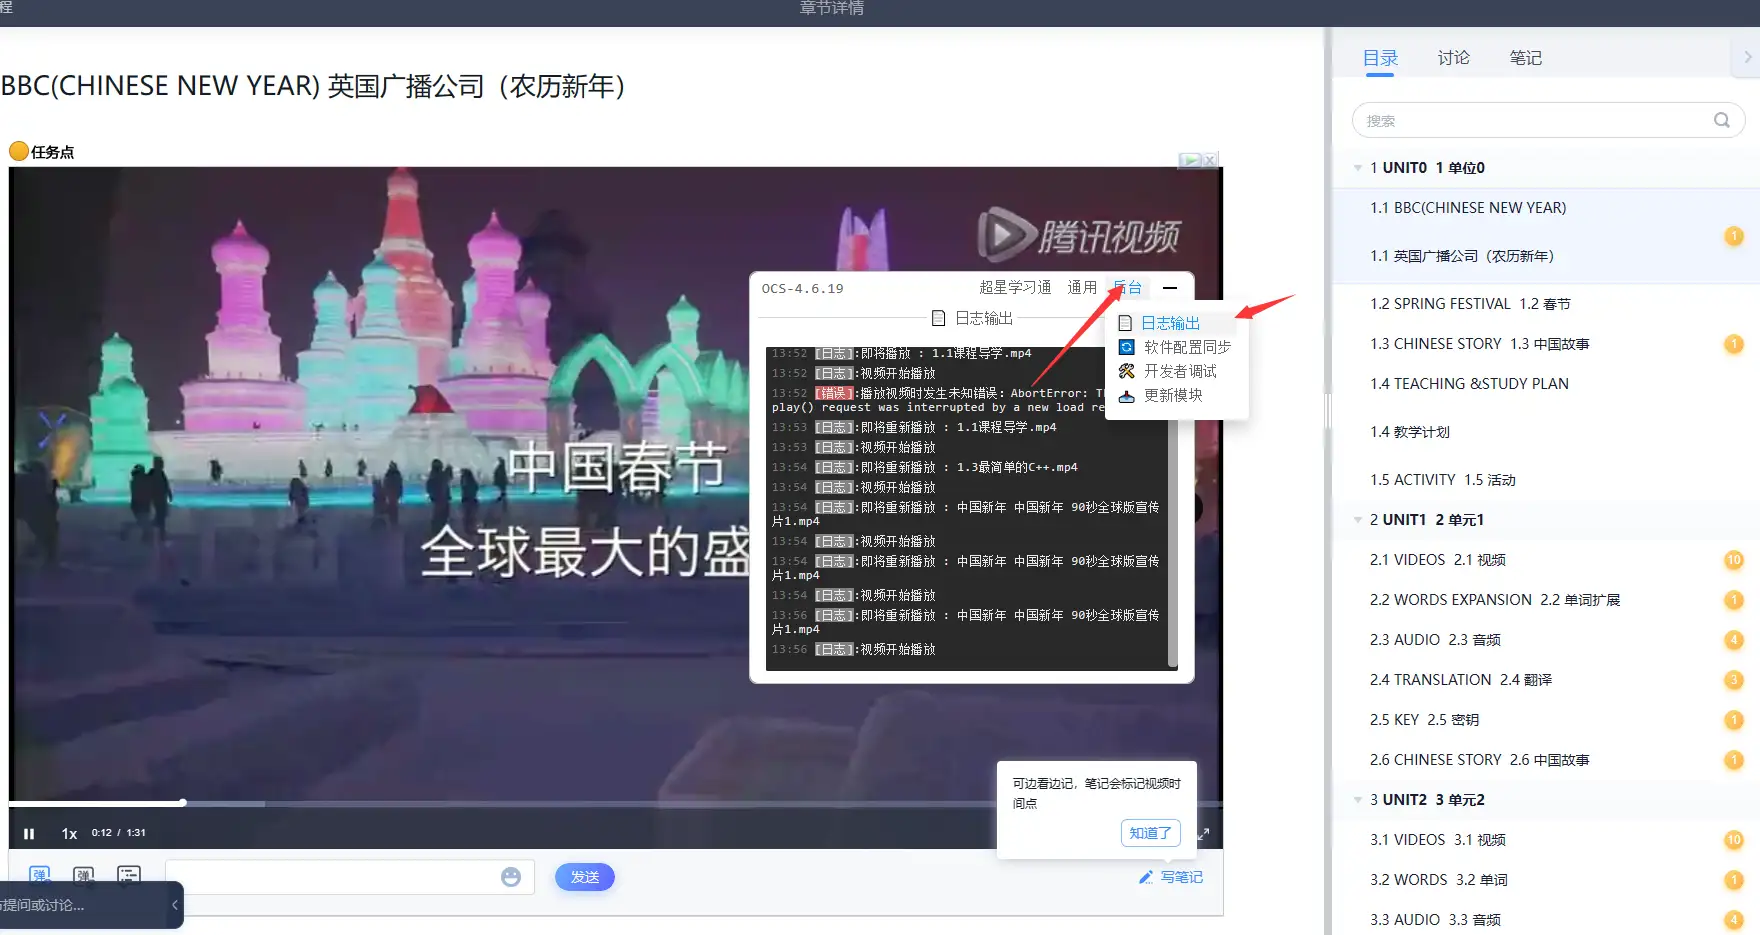 程
章节详情
BBC(CHINESE NEW YEAR) 英国广播公司（农历新年）
任务点
腾讯视频
中国春节
全球最大的盛
OCS-4.6.19
超星学习通 通用 后台
日志输出
日志输出
软件配置同步
开发者调试
更新模块
13:52 [日志]:即将播放 : 1.1课程导学.mp4
13:52 [日志]:视频开始播放
13:52 [错误]:播放视频时发生未知错误: AbortError: T
play() request was interrupted by a new load re
13:53 [日志]:即将重新播放 : 1.1课程导学.mp4
13:53 [日志]:视频开始播放
13:54 [日志]:即将重新播放 : 1.3最简单的C++.mp4
13:54 [日志]:视频开始播放
13:54 [日志]:即将重新播放 : 中国新年 中国新年 90秒全球版宣传
片1.mp4
13:54 [日志]:视频开始播放
13:54 [日志]:即将重新播放 : 中国新年 中国新年 90秒全球版宣传
片1.mp4
13:54 [日志]:视频开始播放
13:56 [日志]:即将重新播放 : 中国新年 中国新年 90秒全球版宣传
片1.mp4
13:56 [日志]:视频开始播放
可边看边记，笔记会标记视频时
间点
知道了
1x 0:12 / 1:31
弹 弹
发送
写笔记
提问或讨论...
目录 讨论 笔记
搜索
1 UNIT0 1 单位0
1.1 BBC(CHINESE NEW YEAR)
1
1.1 英国广播公司（农历新年）
1.2 SPRING FESTIVAL 1.2 春节
1.3 CHINESE STORY 1.3 中国故事 1
1.4 TEACHING &STUDY PLAN
1.4 教学计划
1.5 ACTIVITY 1.5 活动
2 UNIT1 2 单元1
2.1 VIDEOS 2.1 视频 10
2.2 WORDS EXPANSION 2.2 单词扩展 1
2.3 AUDIO 2.3 音频 4
2.4 TRANSLATION 2.4 翻译 3
2.5 KEY 2.5 密钥 1
2.6 CHINESE STORY 2.6 中国故事 1
3 UNIT2 3 单元2
3.1 VIDEOS 3.1 视频 10
3.2 WORDS 3.2 单词 1
3.3 AUDIO 3.3 音频 4